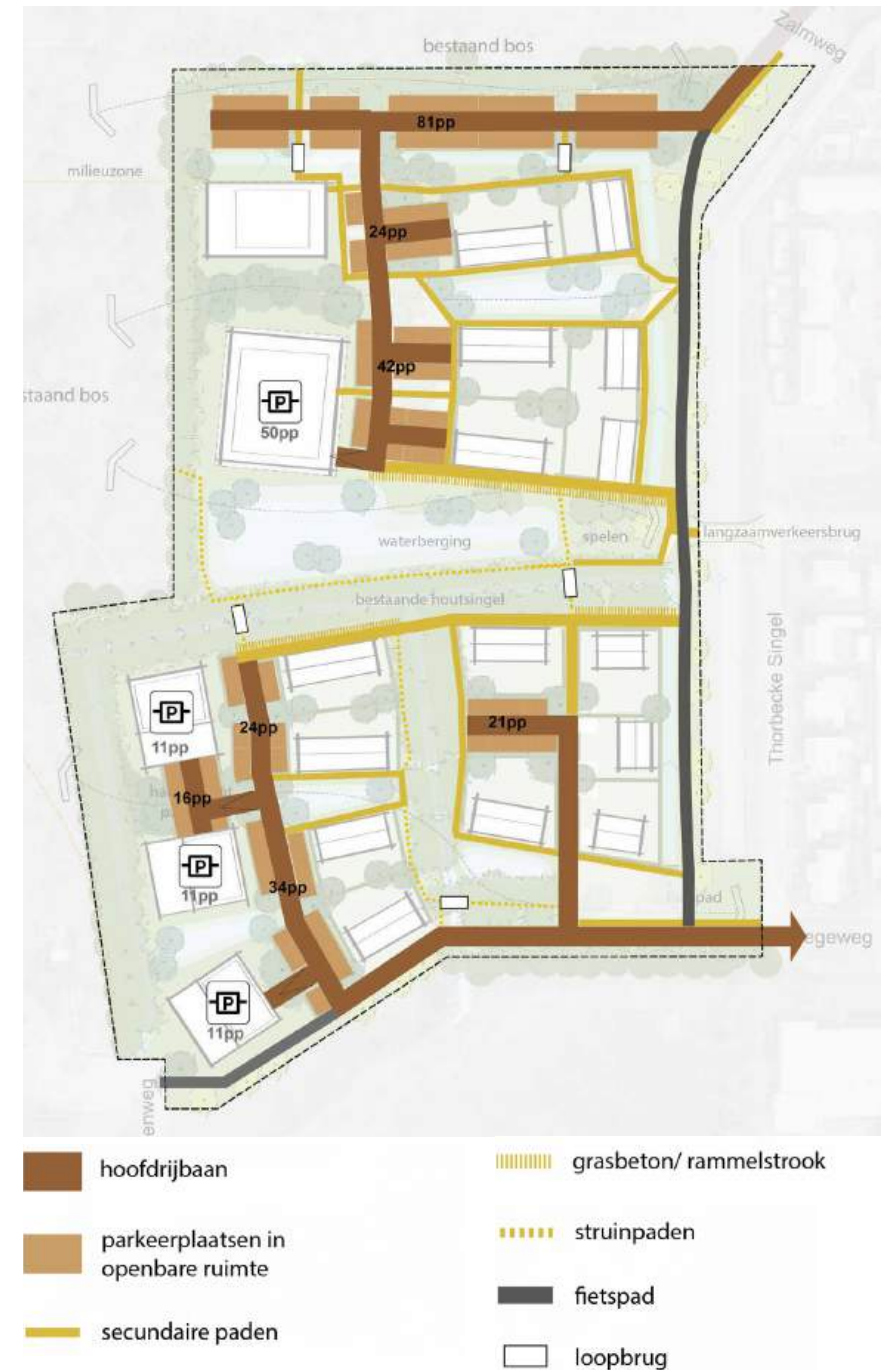 bestaand bos
Zalmweg
81pp
milieuzone
24pp
42pp
staand bos
P
50pp
waterberging
spelen
langzaamverkeersbrug
bestaande houtsingel
Thorbecke Singel
P
11pp
24pp
21pp
16pp
P
11pp
34pp
egeweg
P
11pp
enweg
hoofdrijbaan
parkeerplaatsen in
openbare ruimte
secundaire paden
grasbeton/ rammelstrook
struinpaden
fietspad
loopbrug